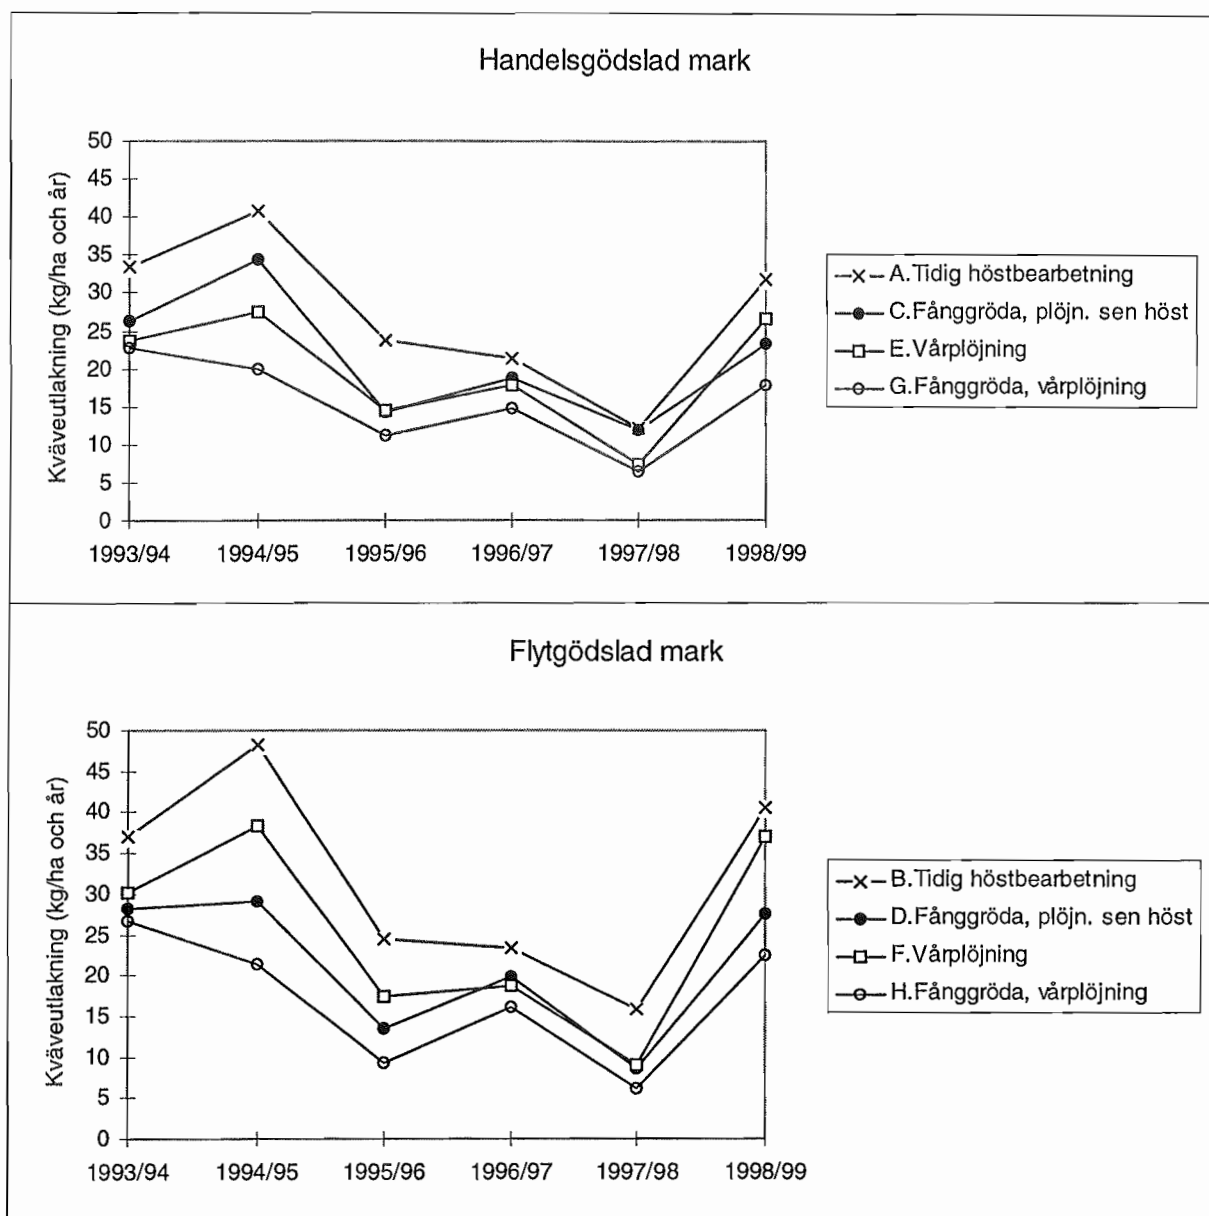 Handelsgödslad mark
Kväveutlakning (kg/ha och år)
50
45
40
35
30
25
20
15
10
5
0
1993/94 1994/95 1995/96 1996/97 1997/98 1998/99
A.Tidig höstbearbetning
C.Fånggröda, plöjn. sen höst
E.Vårplöjning
G.Fånggröda, vårplöjning
Flytgödslad mark
Kväveutlakning (kg/ha och år)
50
45
40
35
30
25
20
15
10
5
0
1993/94 1994/95 1995/96 1996/97 1997/98 1998/99
B.Tidig höstbearbetning
D.Fånggröda, plöjn. sen höst
F.Vårplöjning
H.Fånggröda, vårplöjning